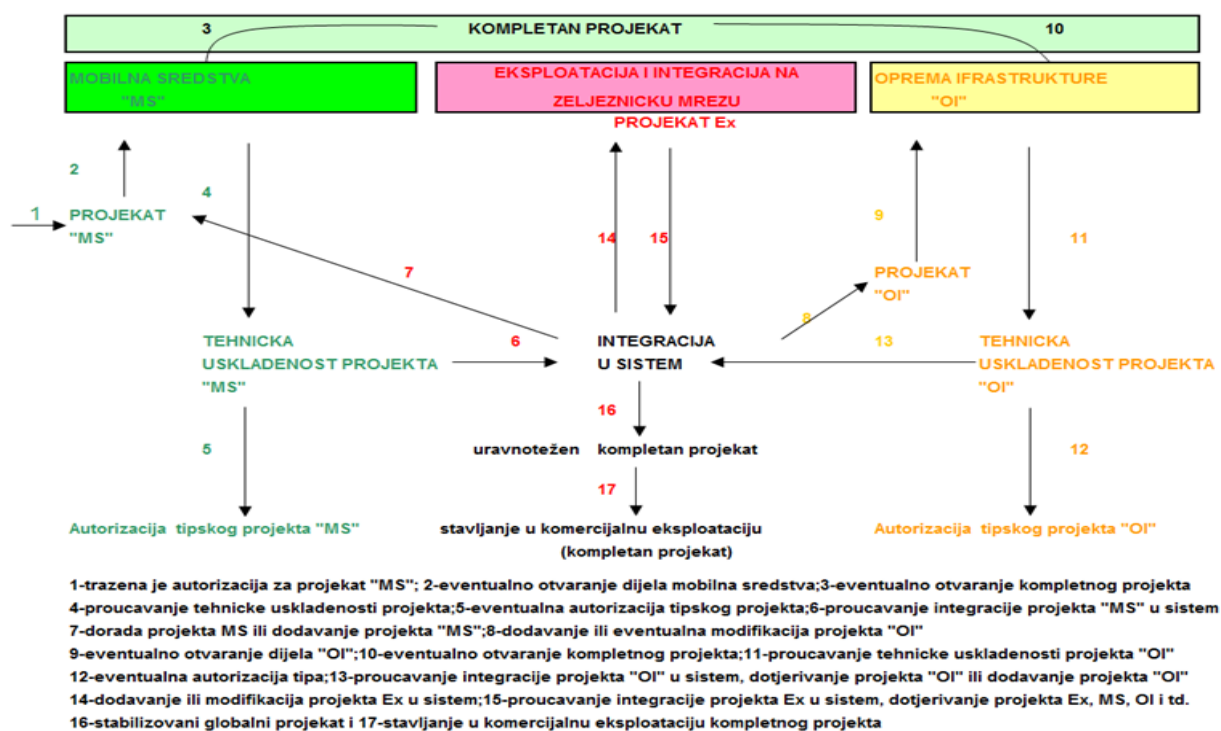 3 KOMPLETAN PROJEKAT 10
MOBILNA SREDSTVA
"MS"
EKSPLOATACIJA I INTEGRACIJA NA
ZELJEZNICKU MREZU
PROJEKAT Ex
OPREMA IFRASTRUKTURE
"OI"
2
4
1
PROJEKAT
"MS"
14
15
9
11
7
PROJEKAT
"OI"
8
TEHNICKA
USKLADENOST PROJEKTA
"MS"
6
INTEGRACIJA
U SISTEM
13
TEHNICKA
USKLADENOST PROJEKTA
"OI"
16
5
uravnotežen kompletan projekat
12
17
Autorizacija tipskog projekta "MS"
stavljanje u komercijalnu eksploataciju
(kompletan projekat)
Autorizacija tipskog projekta "OI"
1-trazena je autorizacija za projekat "MS"; 2-eventualno otvaranje dijela mobilna sredstva;3-eventualno otvaranje kompletnog projekta
4-proucavanje tehnicke uskladenosti projekta;5-eventualna autorizacija tipskog projekta;6-proucavanje integracije projekta "MS" u sistem
7-dorada projekta MS ili dodavanje projekta "MS";8-dodavanje ili eventualna modifikacija projekta "OI"
9-eventualno otvaranje dijela "OI";10-eventualno otvaranje kompletnog projekta;11-proucavanje tehnicke uskladenosti projekta "OI"
12-eventualna autorizacija tipa;13-proucavanje integracije projekta "OI" u sistem, dotjerivanje projekta "OI" ili dodavanje projekta "OI"
14-dodavanje ili modifikacija projekta Ex u sistem;15-proucavanje integracije projekta Ex u sistem, dotjerivanje projekta Ex, MS, OI i td.
16-stabilizovani globalni projekat i 17-stavljanje u komercijalnu eksploataciju kompletnog projekta